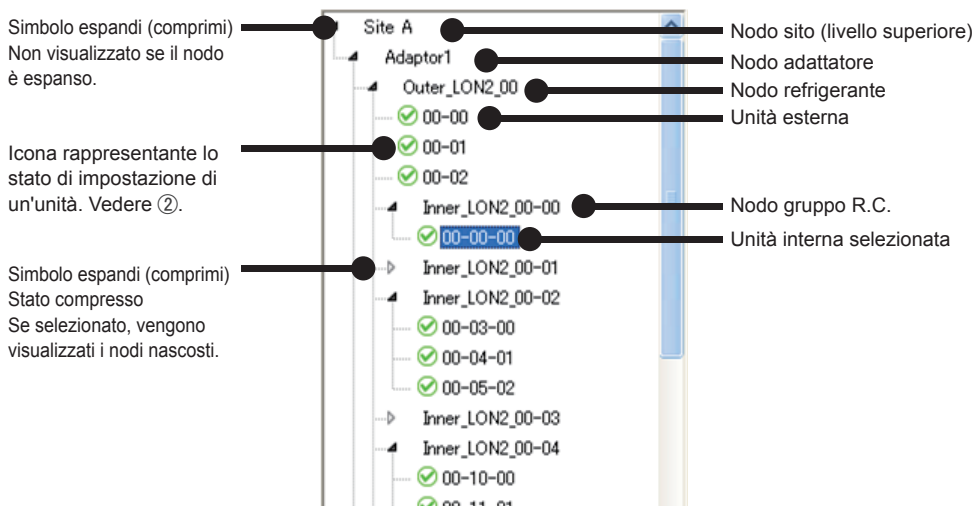 Simbolo espandi (comprimi)
Non visualizzato se il nodo
è espanso.
Icona rappresentante lo
stato di impostazione di
un'unità. Vedere ②.
Simbolo espandi (comprimi)
Stato compresso
Se selezionato, vengono
visualizzati i nodi nascosti.
Site A
Adaptor1
Outer_LON2_00
00-00
00-01
00-02
Inner_LON2_00-00
00-00-00
Inner_LON2_00-01
Inner_LON2_00-02
00-03-00
00-04-01
00-05-02
Inner_LON2_00-03
Inner_LON2_00-04
00-10-00
00-11-01
Nodo sito (livello superiore)
Nodo adattatore
Nodo refrigerante
Unità esterna
Nodo gruppo R.C.
Unità interna selezionata